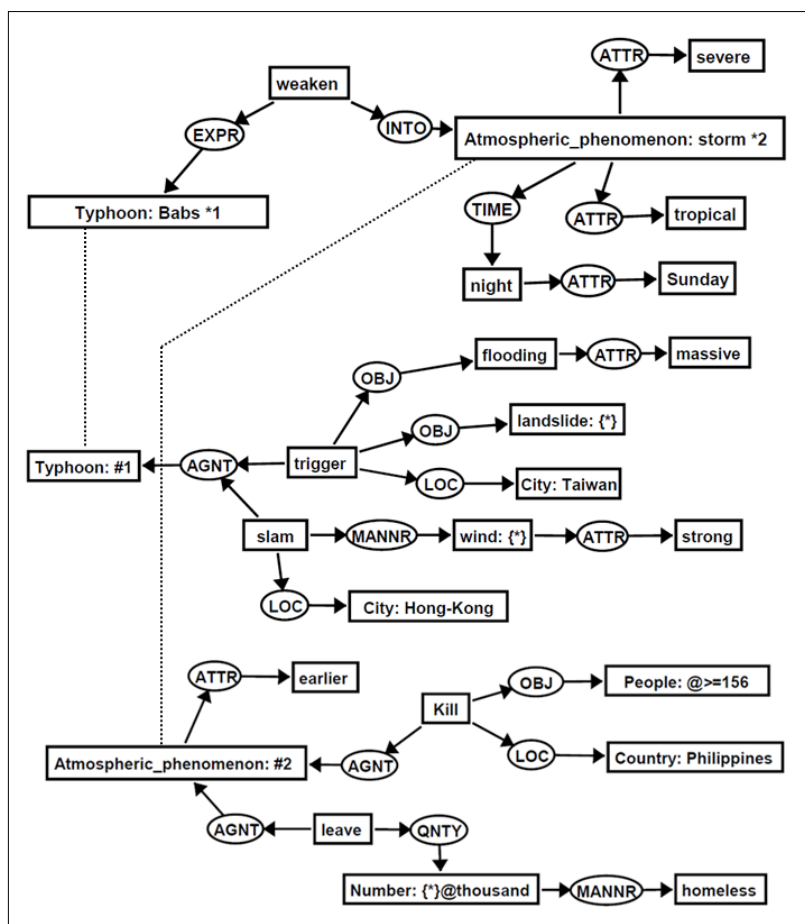 ATTR
severe
weaken
EXPR
INTO
Atmospheric_phenomenon: storm *2
Typhoon: Babs *1
TIME
ATTR
tropical
night
ATTR
Sunday
OBJ
flooding
ATTR
massive
OBJ
landslide: {*}
Typhoon: #1
AGNT
trigger
LOC
City: Taiwan
slam
MANNR
wind: {*}
ATTR
strong
LOC
City: Hong-Kong
ATTR
earlier
OBJ
People: @>=156
Kill
Atmospheric_phenomenon: #2
AGNT
LOC
Country: Philippines
AGNT
leave
QNTY
Number: {*}@thousand
MANNR
homeless